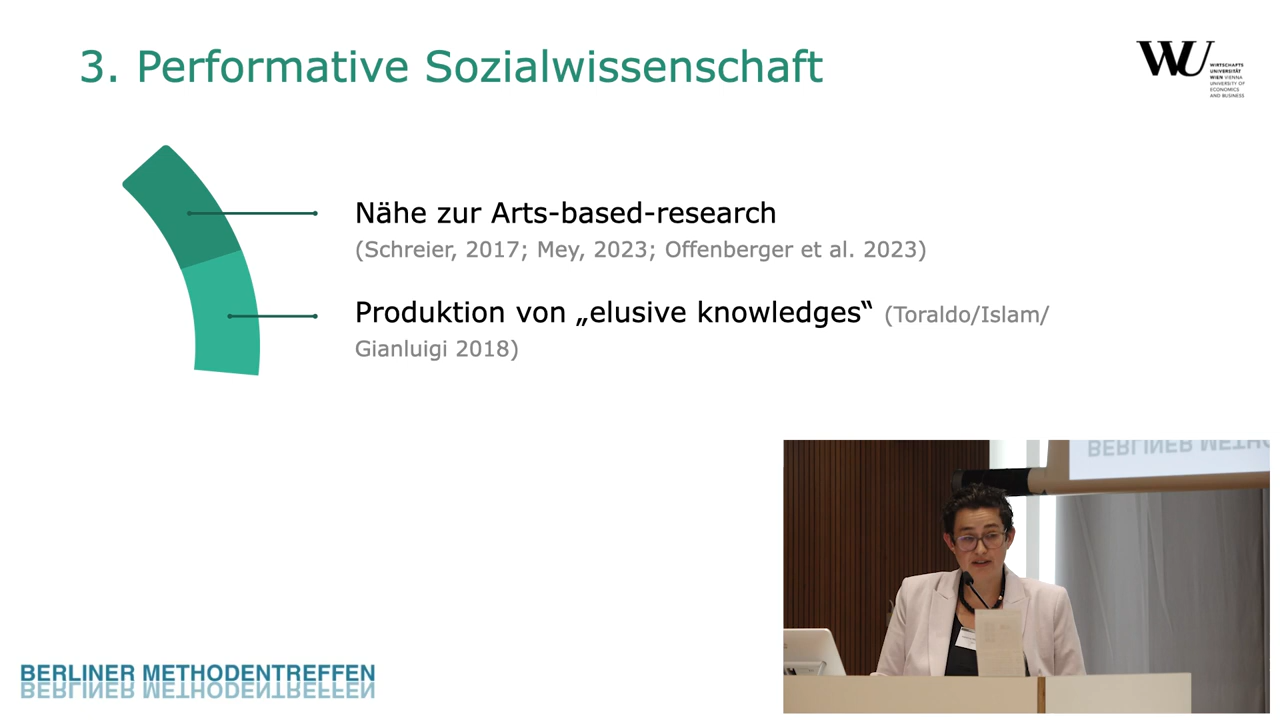 3. Performative Sozialwissenschaft
WU
WIRTSCHAFTS
UNIVERSITÄT
WIEN VIENNA
UNIVERSITY OF
ECONOMICS
AND BUSINESS
Nähe zur Arts-based-research
(Schreier, 2017; Mey, 2023; Offenberger et al. 2023)
Produktion von „elusive knowledges“ (Toraldo/Islam/
Gianluigi 2018)
BERLINER METHO
BERLINER METHODENTREFFEN
BERLINER METHODENTREFFEN